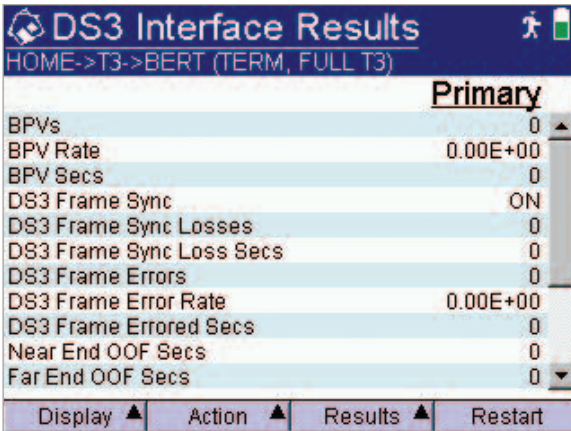 DS3 Interface Results
HOME->T3->BERT (TERM, FULL T3)
Primary
BPVs 0
BPV Rate 0.00E+00
BPV Secs 0
DS3 Frame Sync ON
DS3 Frame Sync Losses 0
DS3 Frame Sync Loss Secs 0
DS3 Frame Errors 0
DS3 Frame Error Rate 0.00E+00
DS3 Frame Errored Secs 0
Near End OOF Secs 0
Far End OOF Secs 0
Display Action Results Restart